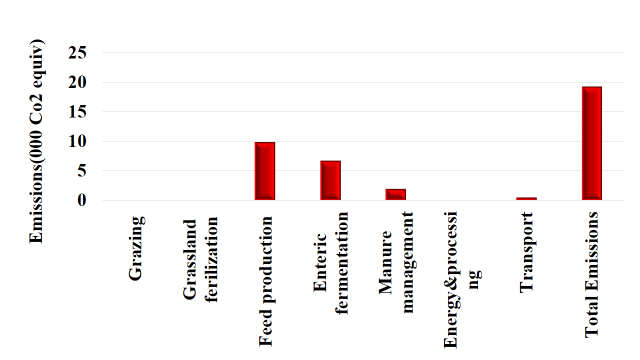 Emissions(000 Co2 equiv)
25
20
15
10
5
0
Grazing
Grassland
ferilization
Feed production
Enteric
fermentation
Manure
management
Energy&processi
ng
Transport
Total Emissions